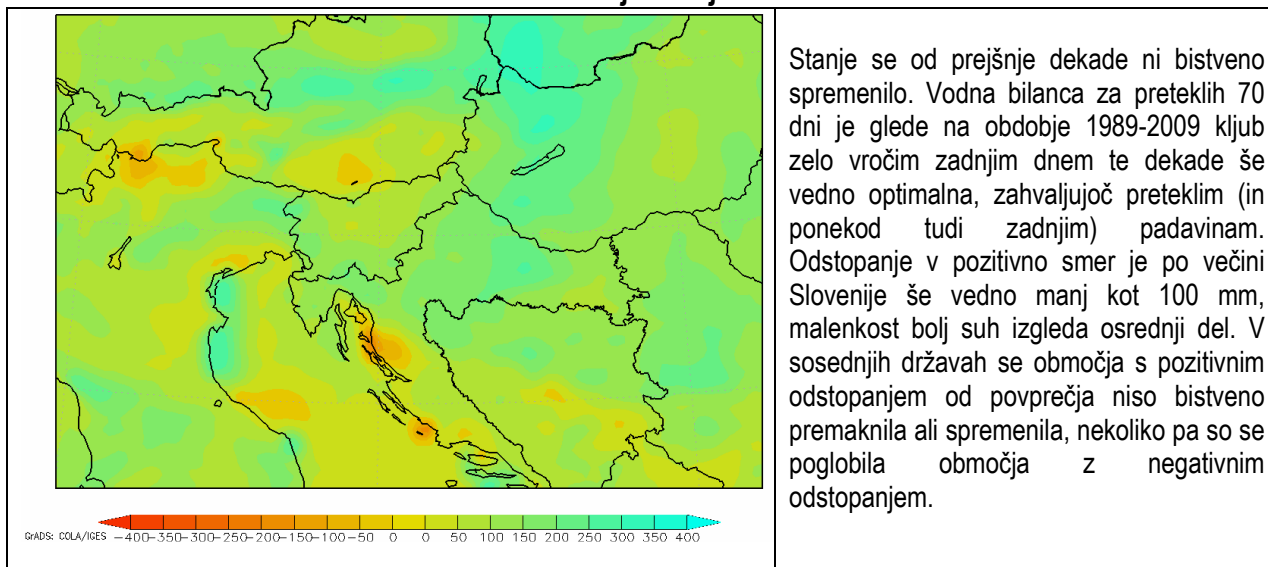 Stanje se od prejšnje dekade ni bistveno
spremenilo. Vodna bilanca za preteklih 70
dni je glede na obdobje 1989-2009 kljub
zelo vročim zadnjim dnem te dekade še
vedno optimalna, zahvaljujoč preteklim (in
ponekod tudi zadnjim) padavinam.
Odstopanje v pozitivno smer je po večini
Slovenije še vedno manj kot 100 mm,
malenkost bolj suh izgleda osrednji del. V
sosednjih državah se območja s pozitivnim
odstopanjem od povprečja niso bistveno
premaknila ali spremenila, nekoliko pa so se
poglobila območja z negativnim
odstopanjem.
GrADS: COLA/IGES -400-350-300-250-200-150-100-50 0 0 50 100 150 200 250 300 350 400